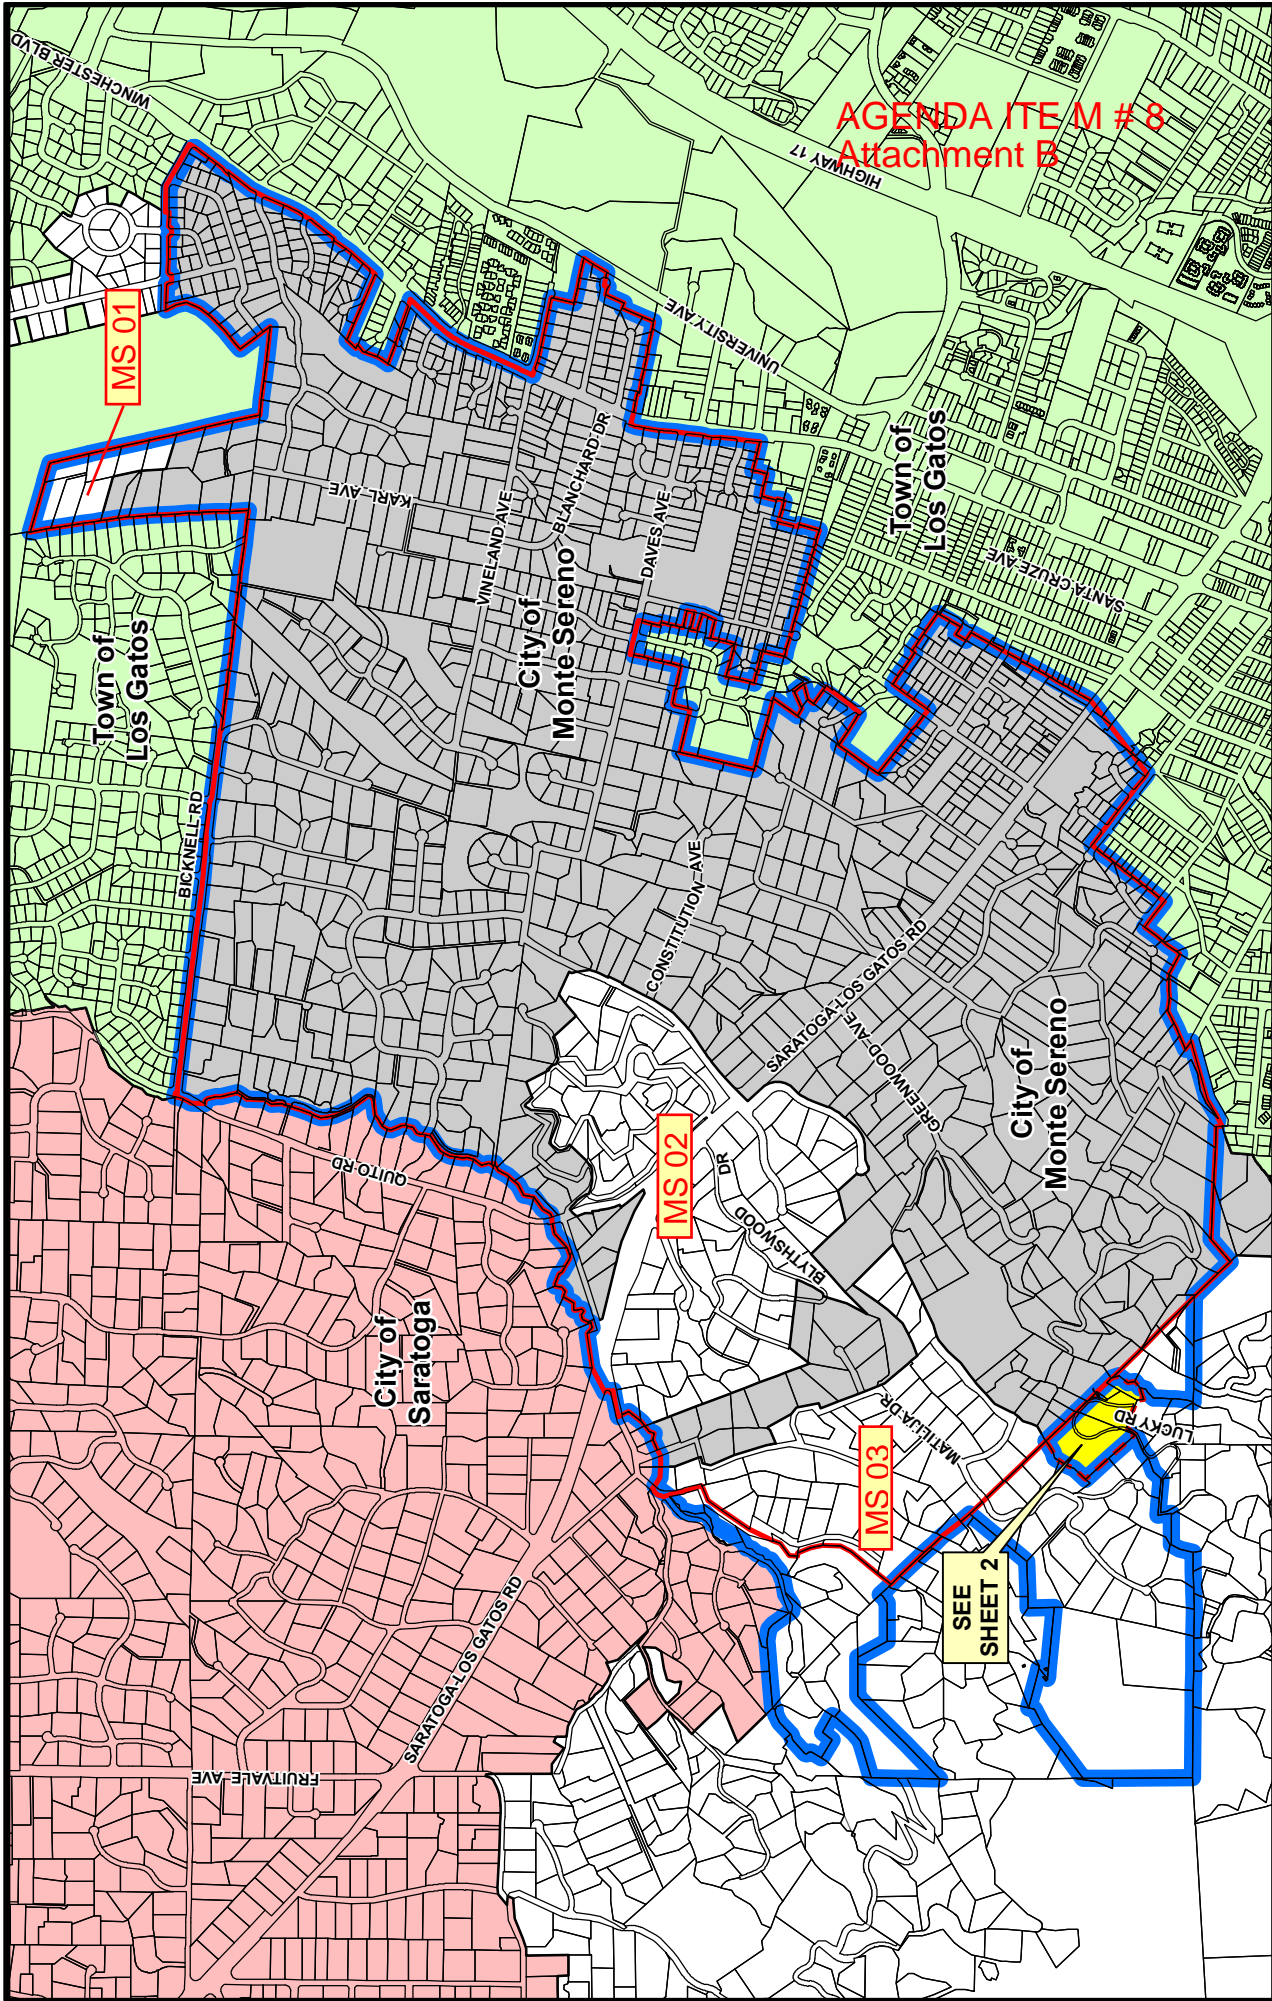 AGENDA ITE M # 8
Attachment B
WINCHESTER BLVD
HIGHWAY 17
MS 01
UNIVERSITY AVE
Town of
Los Gatos
KARL AVE
BLANCHARD DR
VINELAND AVE
DAVES AVE
SANTA CRUZE AVE
City of
Monte Sereno
Town of
Los Gatos
BICKNELL RD
CONSTITUTION AVE
SARATOGA-LOS GATOS RD
GREENWOOD AVE
City of
Monte Sereno
QUITO RD
MS 02
BLYTHSWOOD
DR
City of
Saratoga
MATILIJA DR
LUCKY RD
MS 03
SEE
SHEET 2
SARATOGA-LOS GATOS RD
FRUITVALE AVE